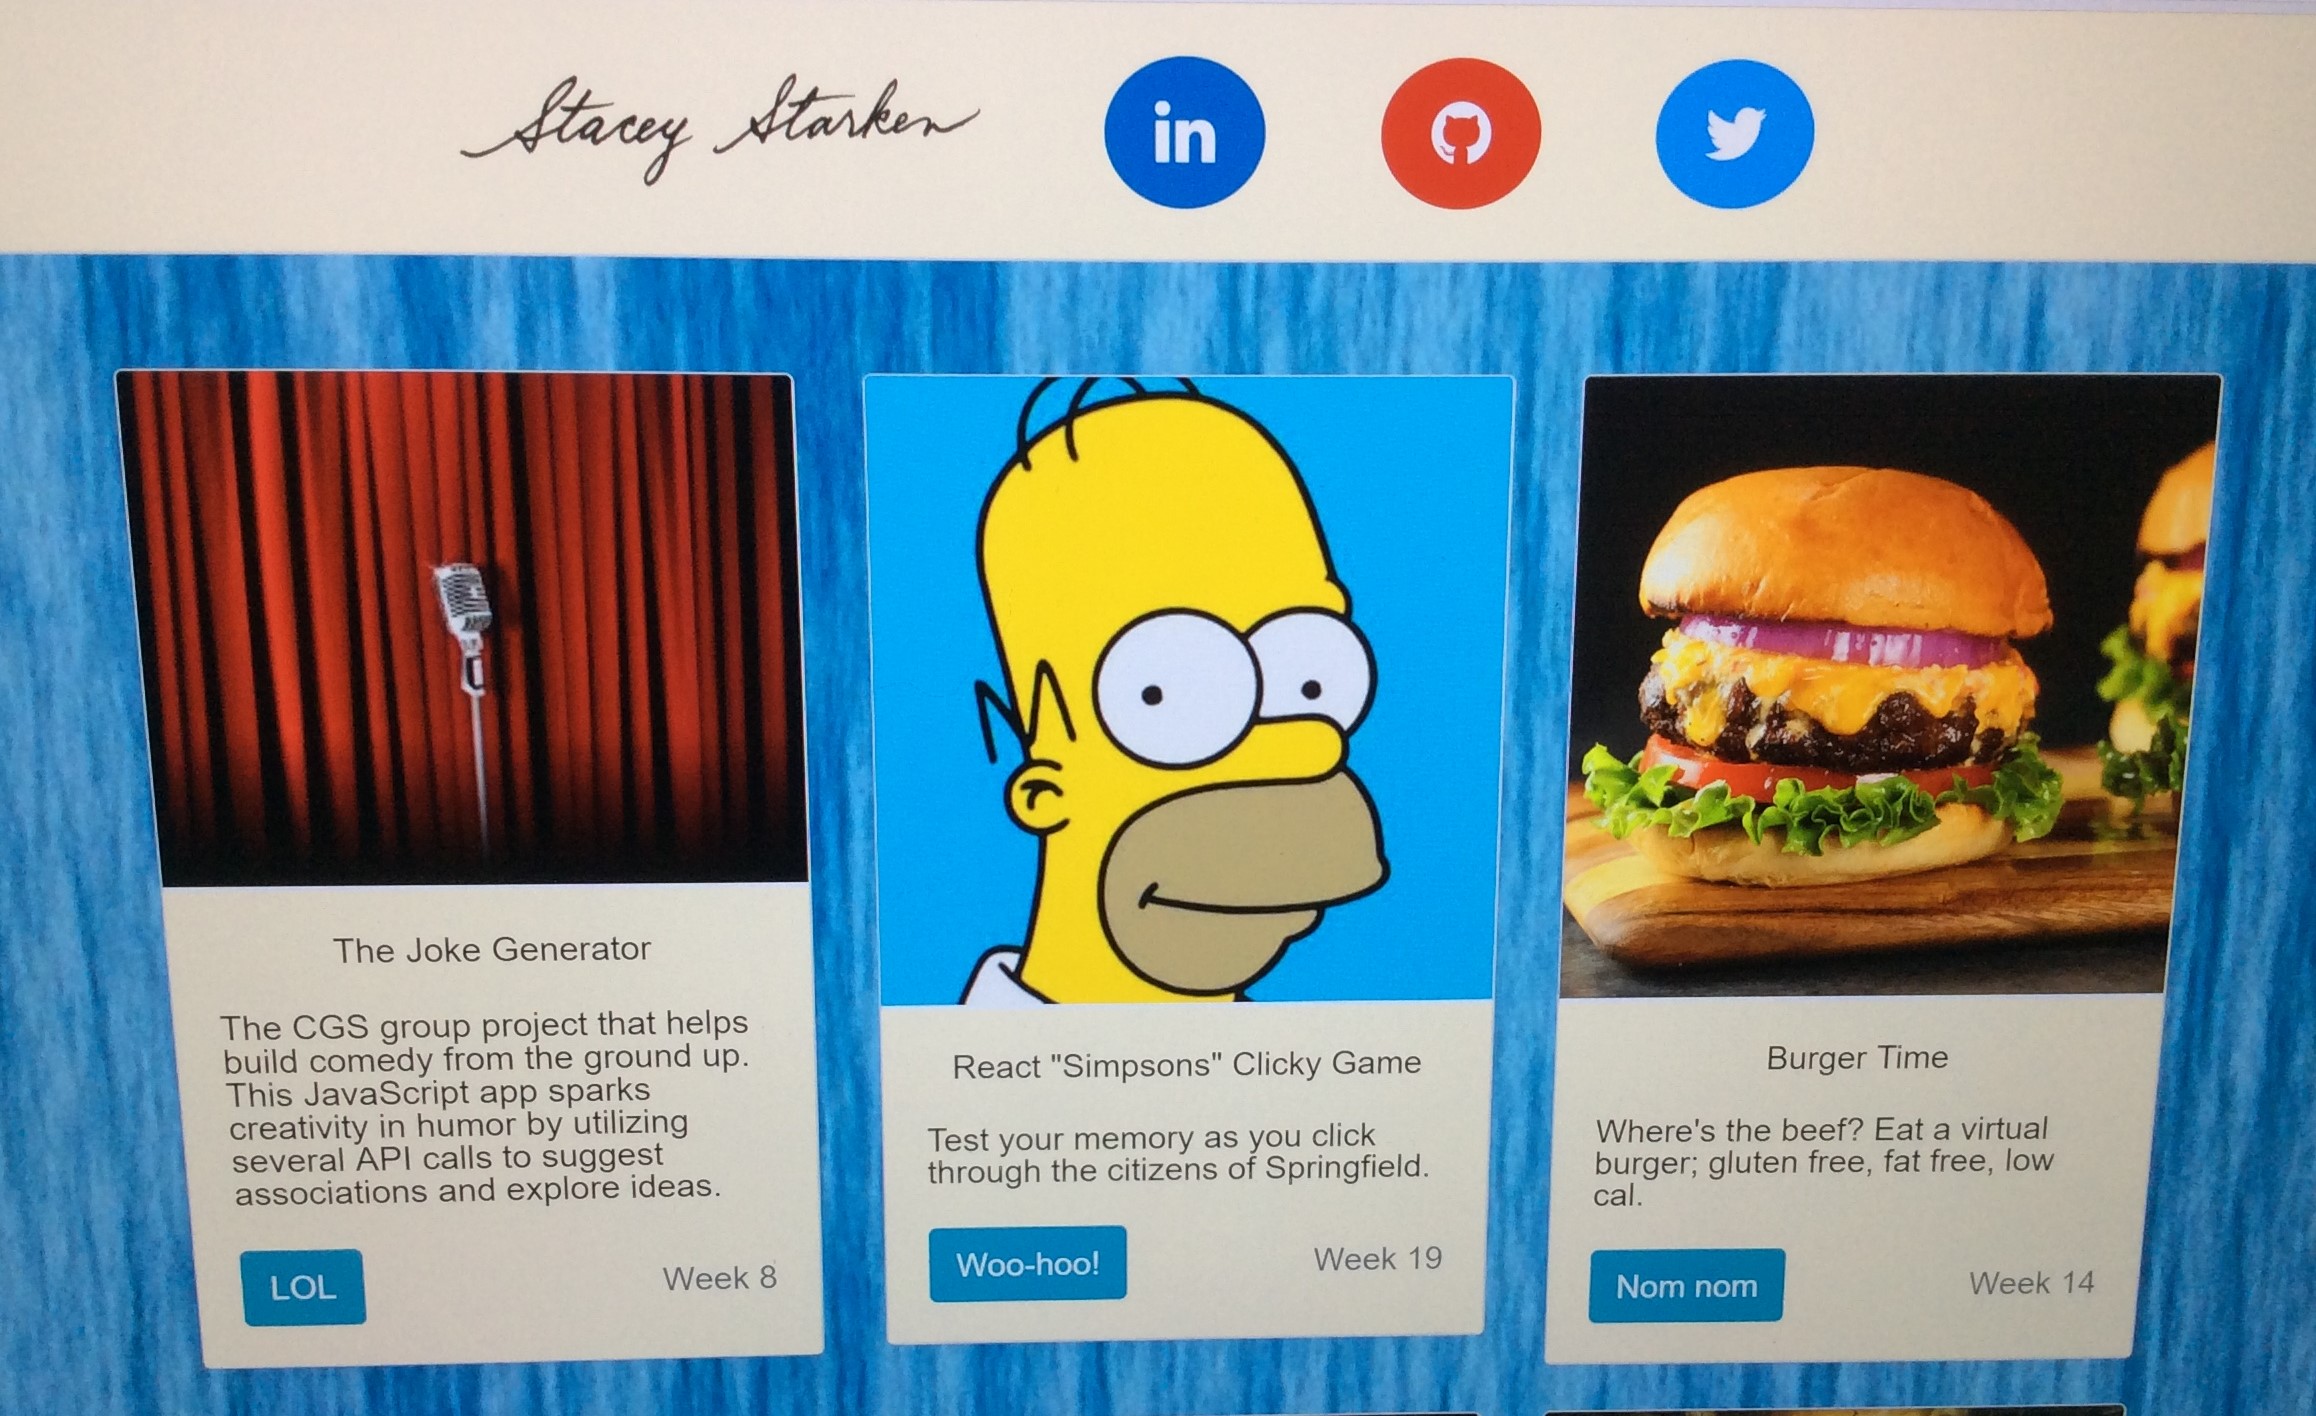 Stacey Starken
in
The Joke Generator
The CGS group project that helps
build comedy from the ground up.
This JavaScript app sparks
creativity in humor by utilizing
several API calls to suggest
associations and explore ideas.
LOL
Week 8
React "Simpsons" Clicky Game
Test your memory as you click
through the citizens of Springfield.
Woo-hoo!
Week 19
Burger Time
Where's the beef? Eat a virtual
burger; gluten free, fat free, low
cal.
Nom nom
Week 14